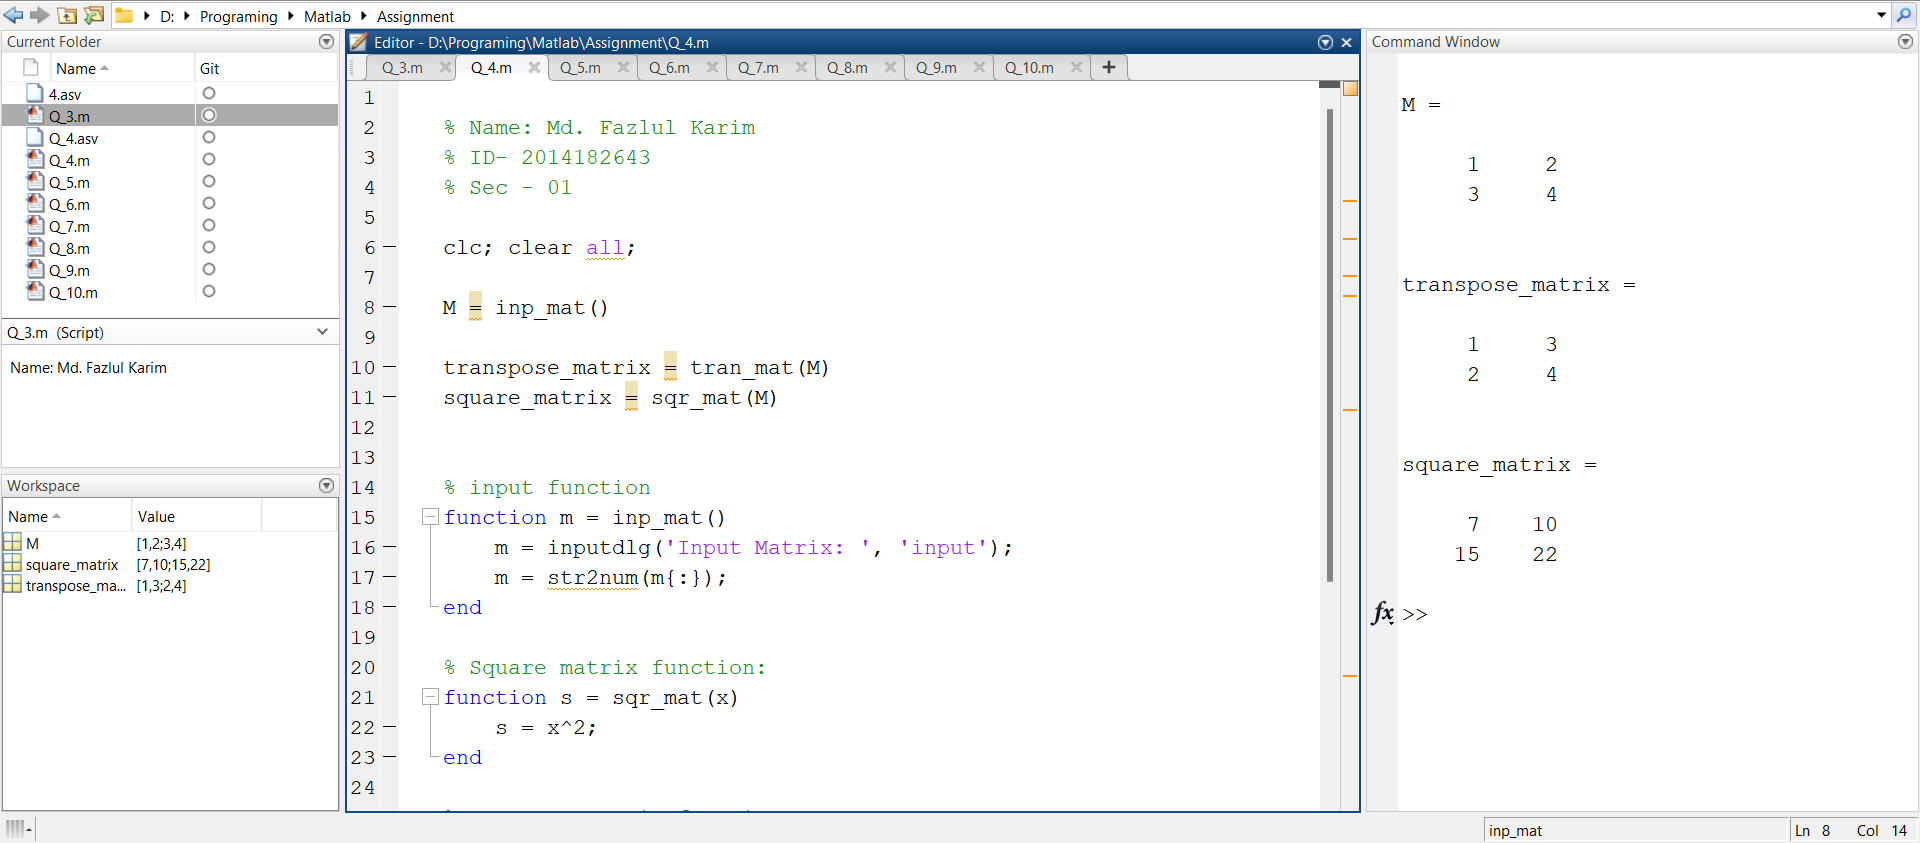 D: Programing Matlab Assignment
Current Folder
Name Git
4.asv
Q_3.m
Q_4.asv
Q_4.m
Q_5.m
Q_6.m
Q_7.m
Q_8.m
Q_9.m
Q_10.m
Q_3.m (Script)
Name: Md. Fazlul Karim
Workspace
Name Value
M [1,2;3,4]
square_matrix [7,10;15,22]
transpose_ma... [1,3;2,4]
Editor - D:\Programing\Matlab\Assignment\Q_4.m
Q_3.m Q_4.m Q_5.m Q_6.m Q_7.m Q_8.m Q_9.m Q_10.m +
1
2 % Name: Md. Fazlul Karim
3 % ID- 2014182643
4 % Sec - 01
5
6 - clc; clear all;
7
8 - M = inp_mat()
9
10 - transpose_matrix = tran_mat(M)
11 - square_matrix = sqr_mat(M)
12
13
14 % input function
15 function m = inp_mat()
16 - m = inputdlg('Input Matrix: ', 'input');
17 - m = str2num(m{:});
18 - end
19
20 % Square matrix function:
21 function s = sqr_mat(x)
22 - s = x^2;
23 - end
24
Command Window
M =
1 2
3 4
transpose_matrix =
1 3
2 4
square_matrix =
7 10
15 22
fx >>
inp_mat Ln 8 Col 14